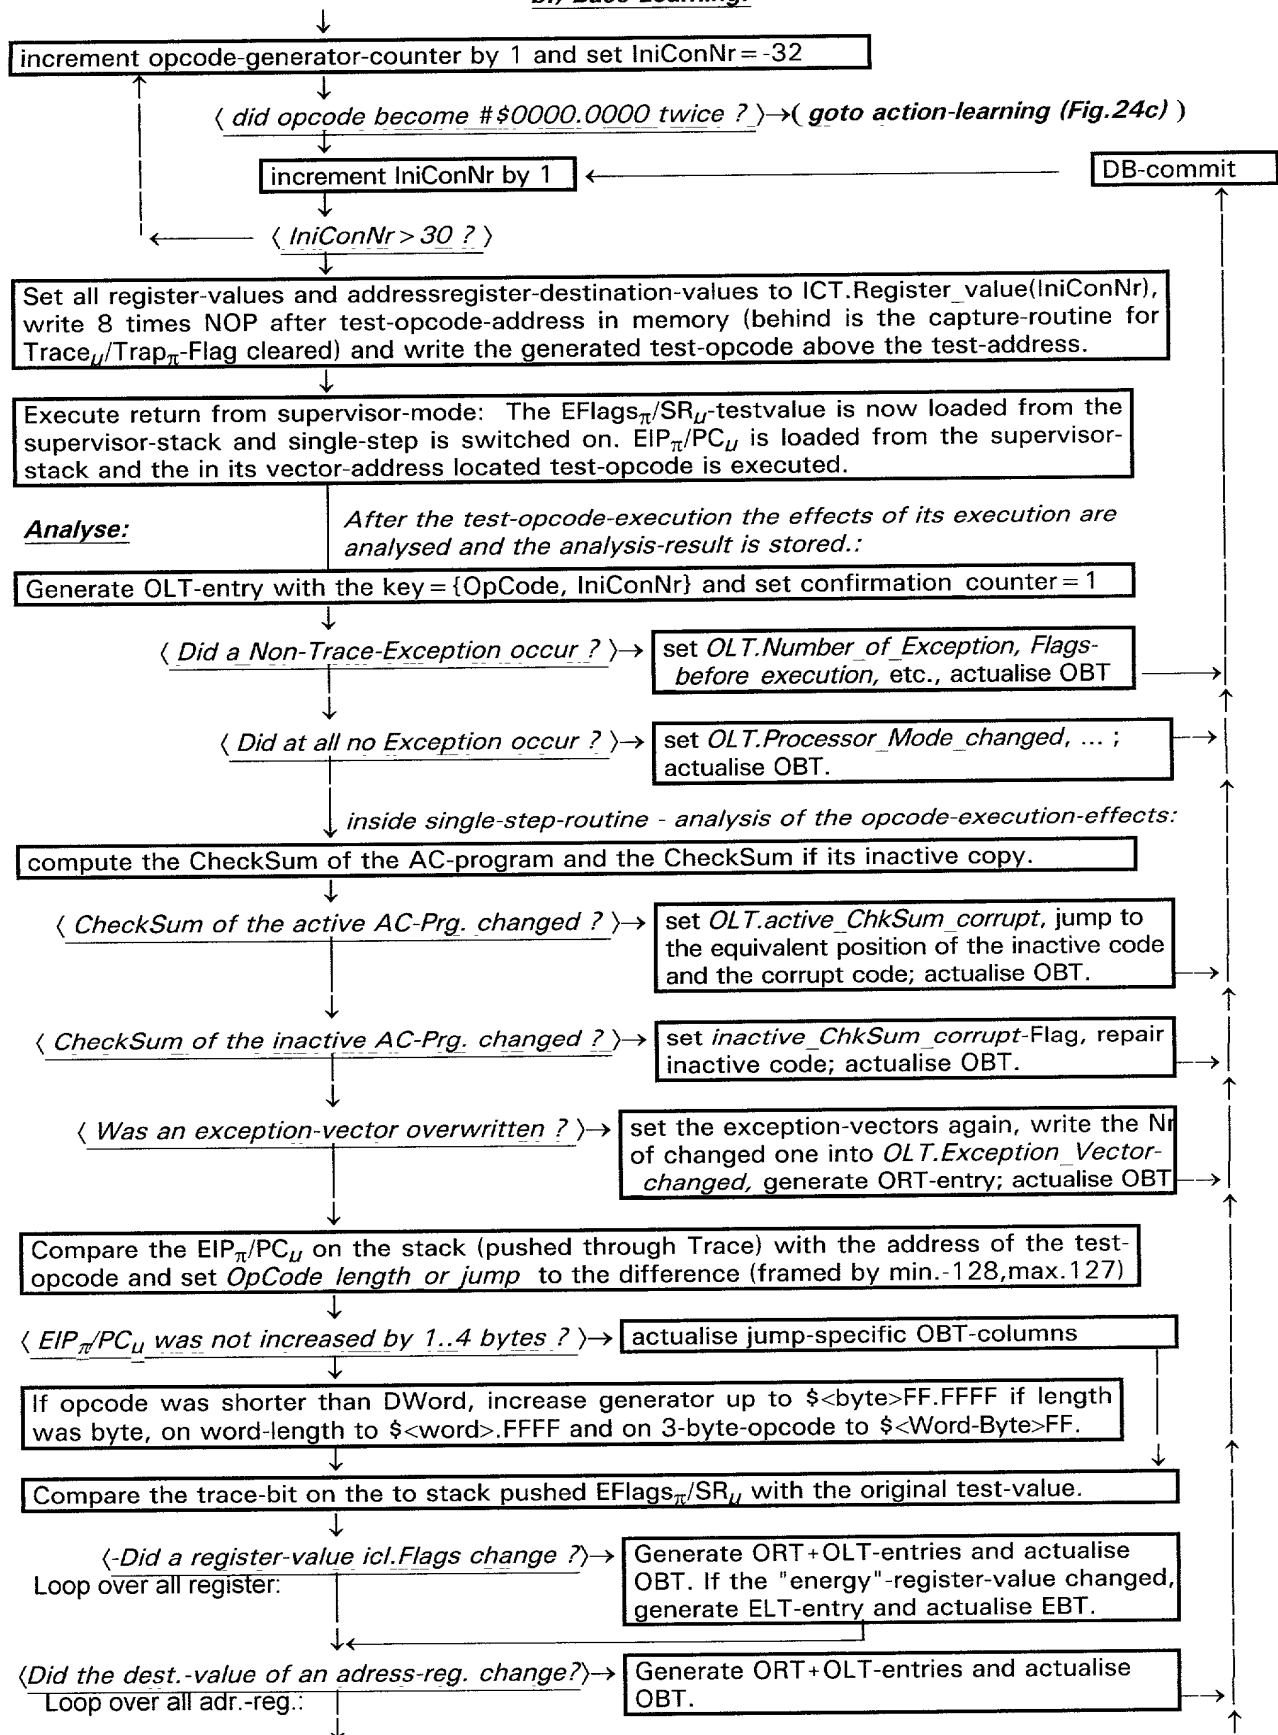 b.) Base-Learning:
increment opcode-generator-counter by 1 and set IniConNr=-32
⟨ did opcode become #$0000.0000 twice ? ⟩→( goto action-learning (Fig.24c) )
increment IniConNr by 1
DB-commit
⟨ IniConNr>30 ? ⟩
Set all register-values and addressregister-destination-values to ICT.Register_value(IniConNr),
write 8 times NOP after test-opcode-address in memory (behind is the capture-routine for
Traceμ/Trapπ-Flag cleared) and write the generated test-opcode above the test-address.
Execute return from supervisor-mode: The EFlagsπ/SRμ-testvalue is now loaded from the
supervisor-stack and single-step is switched on. EIPπ/PCμ is loaded from the supervisor-
stack and the in its vector-address located test-opcode is executed.
Analyse:
After the test-opcode-execution the effects of its execution are
analysed and the analysis-result is stored.:
Generate OLT-entry with the key={OpCode, IniConNr} and set confirmation counter=1
⟨ Did a Non-Trace-Exception occur ? ⟩→
set OLT.Number_of_Exception, Flags-
before execution, etc., actualise OBT
⟨ Did at all no Exception occur ? ⟩→
set OLT.Processor_Mode_changed, ... ;
actualise OBT.
inside single-step-routine - analysis of the opcode-execution-effects:
compute the CheckSum of the AC-program and the CheckSum if its inactive copy.
⟨ CheckSum of the active AC-Prg. changed ? ⟩→
set OLT.active_ChkSum_corrupt, jump to
the equivalent position of the inactive code
and the corrupt code; actualise OBT.
⟨ CheckSum of the inactive AC-Prg. changed ? ⟩→
set inactive_ChkSum_corrupt-Flag, repair
inactive code; actualise OBT.
⟨ Was an exception-vector overwritten ? ⟩→
set the exception-vectors again, write the Nr
of changed one into OLT.Exception_Vector-
changed, generate ORT-entry; actualise OBT
Compare the EIPπ/PCμ on the stack (pushed through Trace) with the address of the test-
opcode and set OpCode length or jump to the difference (framed by min.-128,max.127)
⟨ EIPπ/PCμ was not increased by 1..4 bytes ? ⟩→
actualise jump-specific OBT-columns
If opcode was shorter than DWord, increase generator up to $<byte>FF.FFFF if length
was byte, on word-length to $<word>.FFFF and on 3-byte-opcode to $<Word-Byte>FF.
Compare the trace-bit on the to stack pushed EFlagsπ/SRμ with the original test-value.
⟨-Did a register-value icl.Flags change ?⟩→
Loop over all register:
Generate ORT+OLT-entries and actualise
OBT. If the "energy"-register-value changed,
generate ELT-entry and actualise EBT.
⟨Did the dest.-value of an adress-reg. change?⟩→
Loop over all adr.-reg.:
Generate ORT+OLT-entries and actualise
OBT.